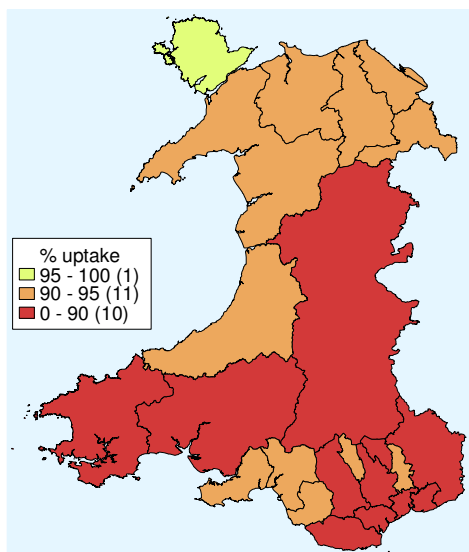 % uptake
95 - 100 (1)
90 - 95 (11)
0 - 90 (10)